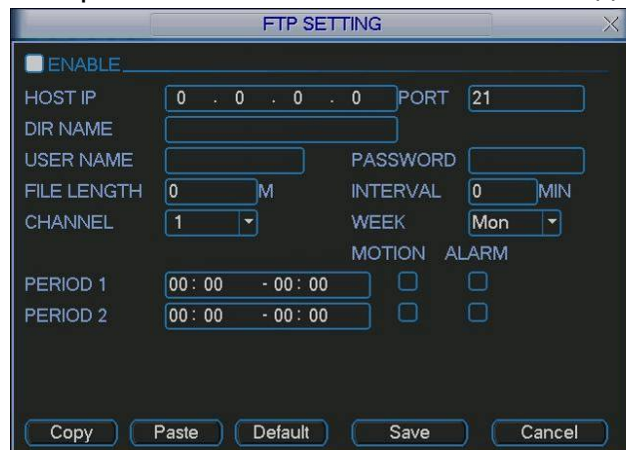 FTP SETTING
ENABLE
HOST IP 0 . 0 . 0 . 0 PORT 21
DIR NAME
USER NAME PASSWORD
FILE LENGTH 0 M INTERVAL 0 MIN
CHANNEL 1 WEEK Mon
MOTION ALARM
PERIOD 1 00 : 00 - 00 : 00
PERIOD 2 00 : 00 - 00 : 00
Copy Paste Default Save Cancel